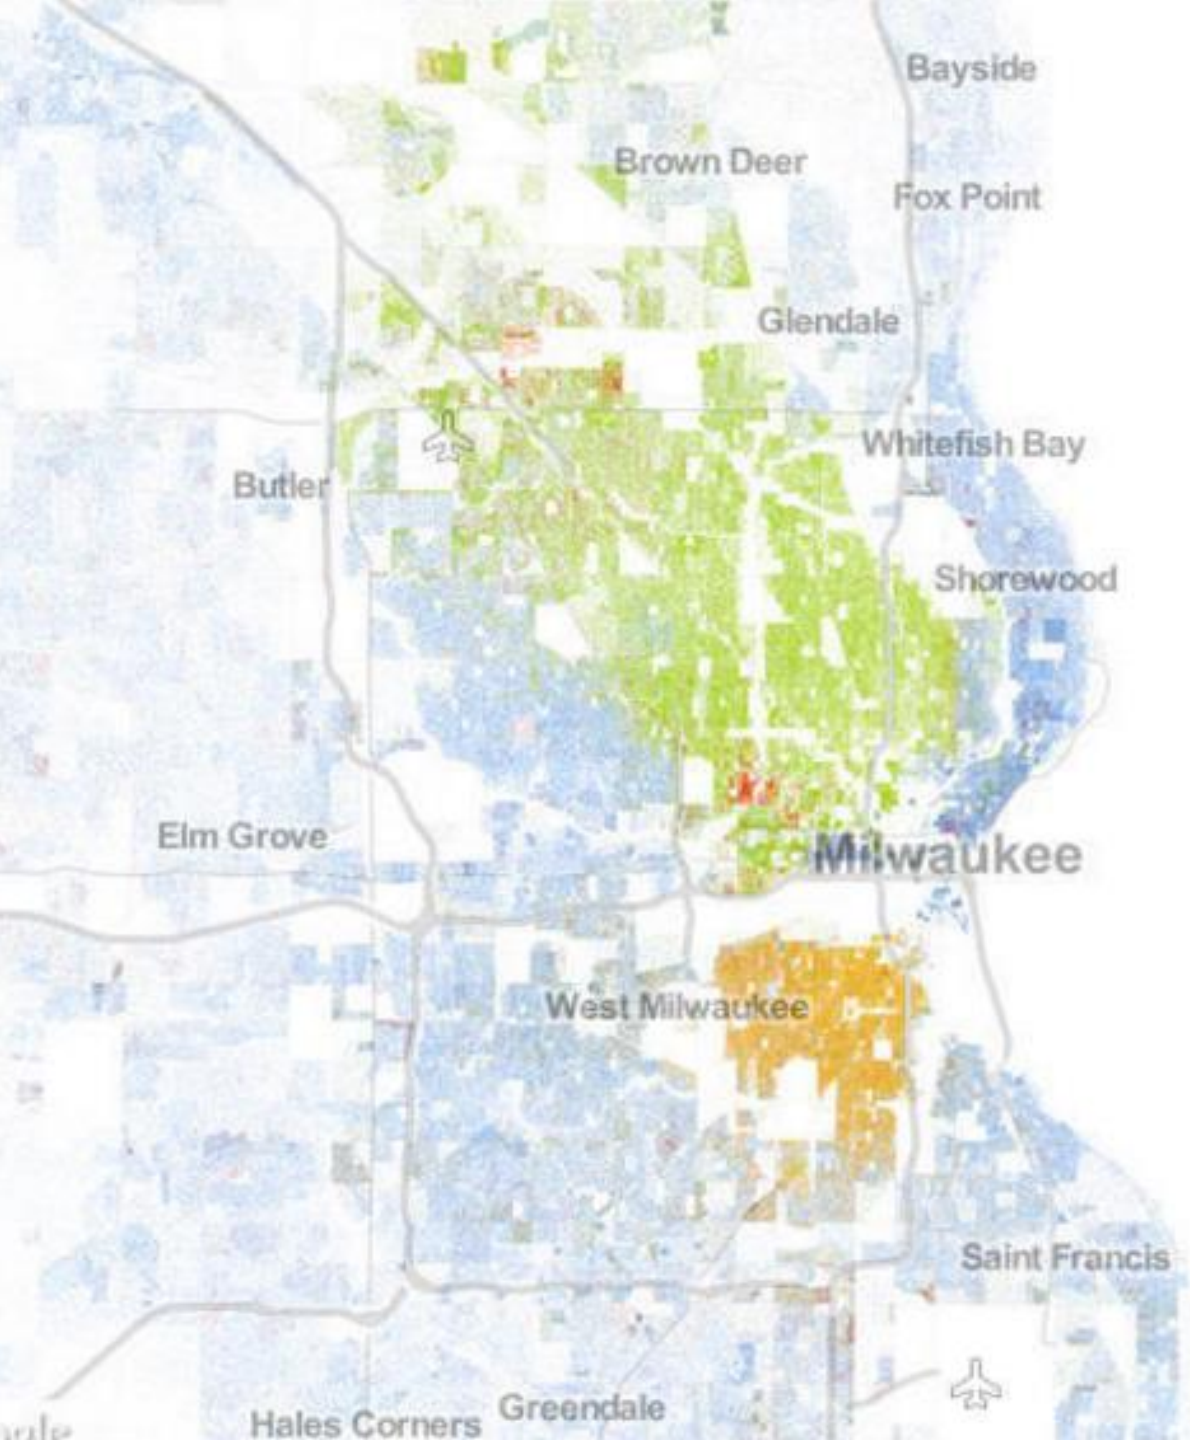 Bayside
Brown Deer
Fox Point
Glendale
Whitefish Bay
Butler
Shorewood
Elm Grove
Milwaukee
West Milwaukee
Saint Francis
Greendale
Hales Corners